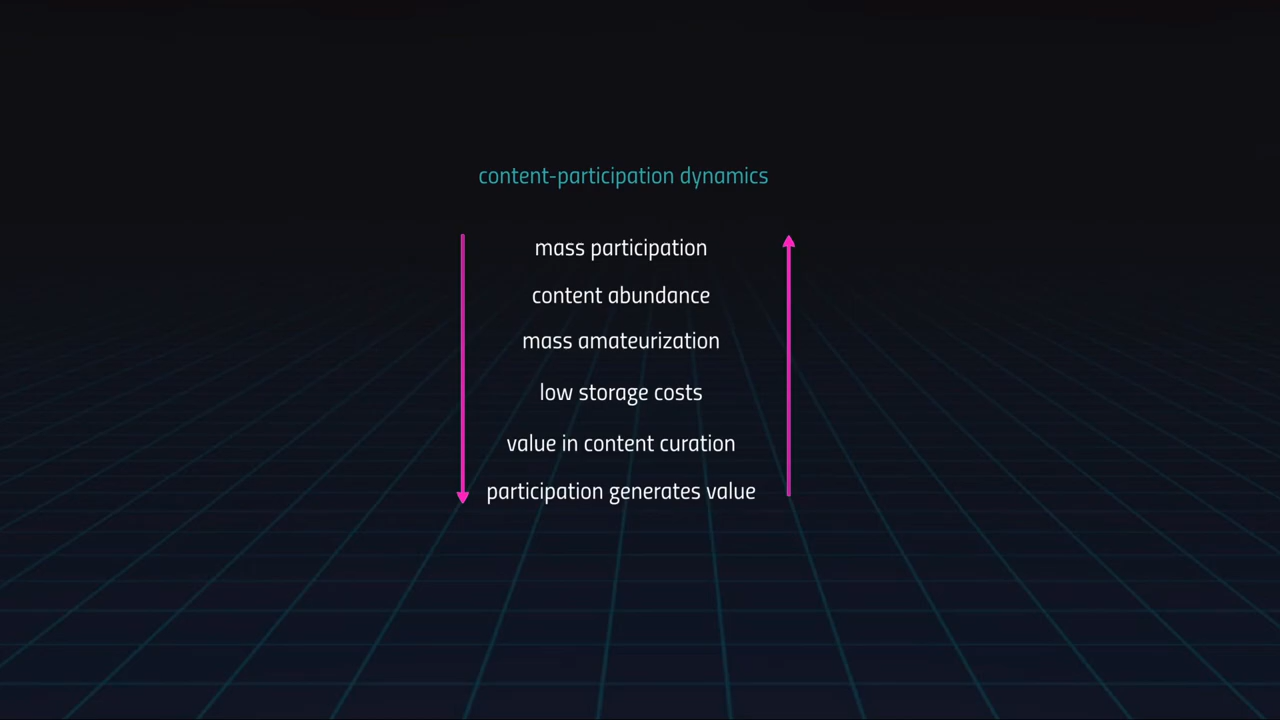 content-participation dynamics
mass participation
content abundance
mass amateurization
low storage costs
value in content curation
participation generates value